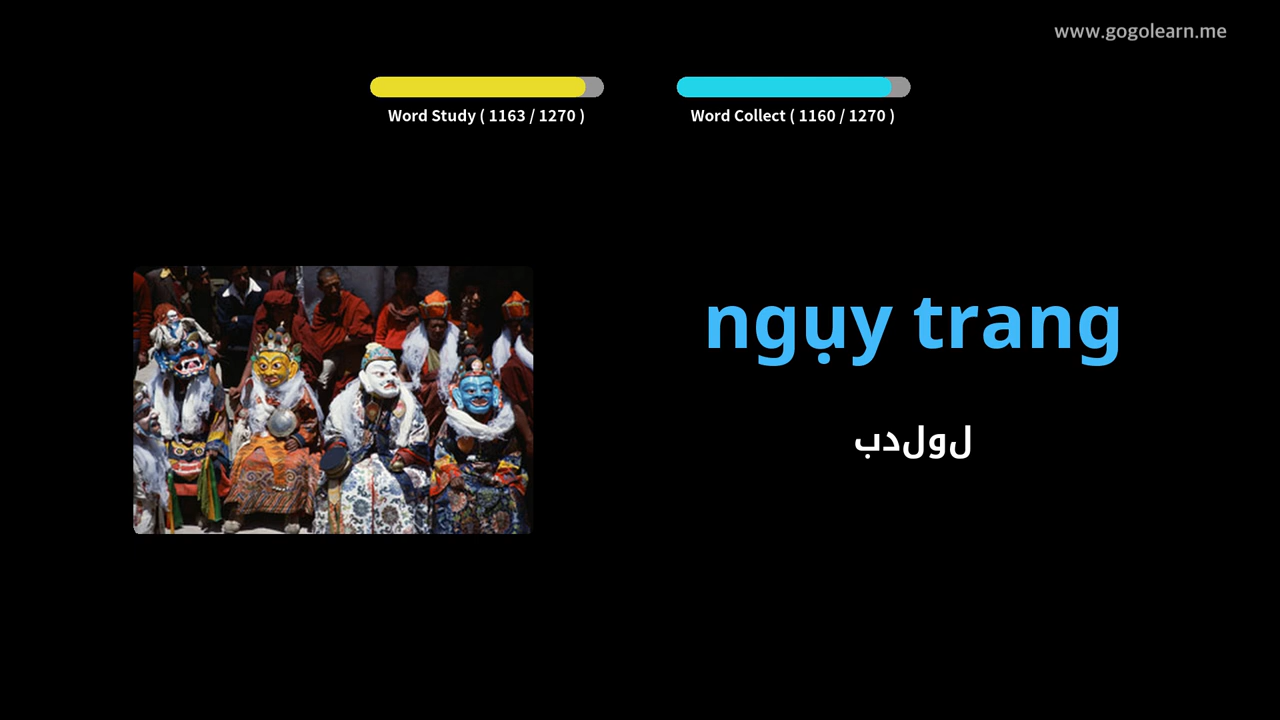 www.gogolearn.me
Word Study ( 1163 / 1270 )
Word Collect ( 1160 / 1270 )
ngụy trang
لولدب